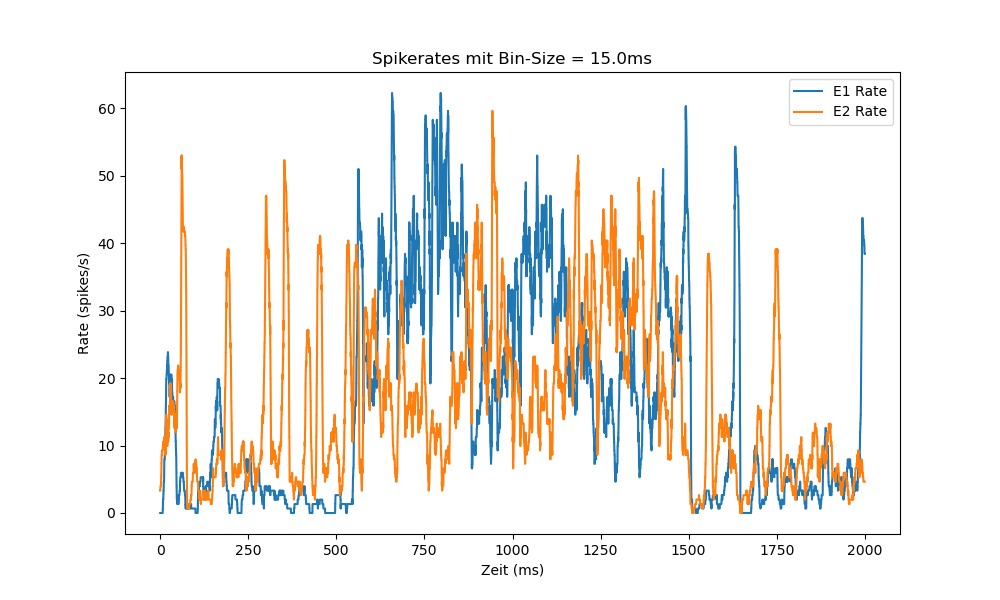 Spikerates mit Bin-Size = 15.0ms
E1 Rate
E2 Rate
60
50
40
30
20
10
0
Rate (spikes/s)
0 250 500 750 1000 1250 1500 1750 2000
Zeit (ms)